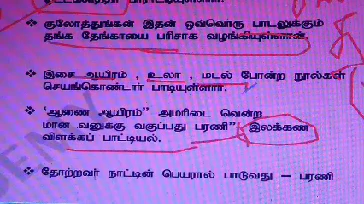 குலோத்துங்கன் இதன் ஒவ்வொரு பாடலுக்கும்
தங்க தேங்காயை பரிசாக வழங்கியுள்ளான்.
இசை ஆயிரம் , உலா , மடல் போன்ற நூல்கள்
செயங்கொண்டார் பாடியுள்ளார்.
"ஆனை ஆயிரம்" அமரிடை வென்ற
மான வனுக்கு வகுப்பது பரணி" இலக்கண
விளக்கப் பாட்டியல்.
தோற்றவர் நாட்டின் பெயரால் பாடுவது – பரணி